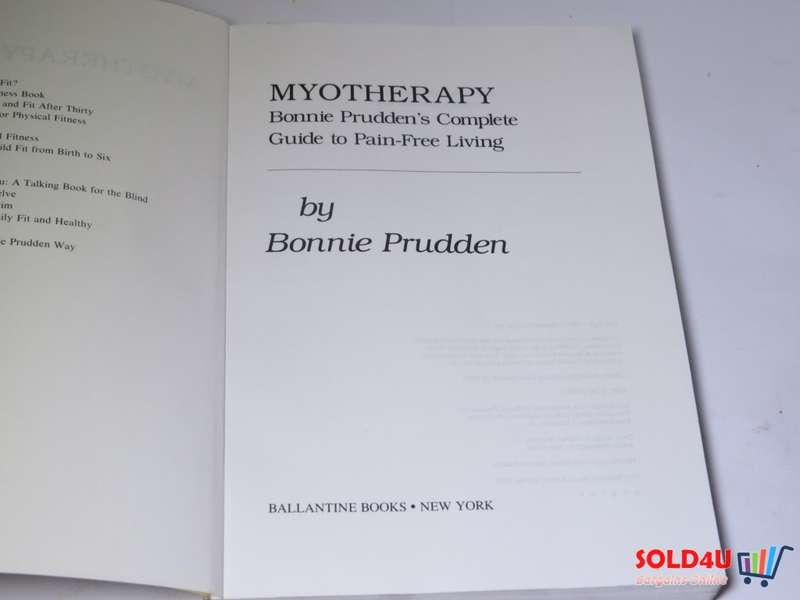 Fit?
ness Book
and Fit After Thirty
or Physical Fitness
l Fitness
ild Fit from Birth to Six
u: A Talking Book for the Blind
elve
im
ily Fit and Healthy
e Prudden Way
MYOTHERAPY
Bonnie Prudden's Complete
Guide to Pain-Free Living
by
Bonnie Prudden
BALLANTINE BOOKS • NEW YORK
SOLD4U
Bargains Online